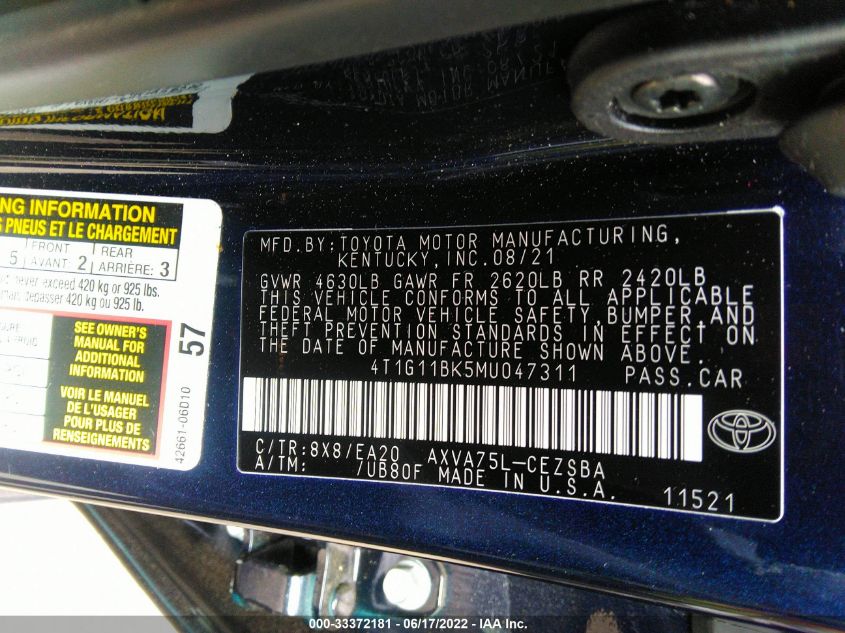 NG INFORMATION
S PNEUS ET LE CHARGEMENT
5 FRONT REAR
AVANT: 2 ARRIÈRE: 3
never exceed 420 kg or 925 lbs.
dépasser 420 kg ou 925 lb.
SEE OWNER'S
MANUAL FOR
ADDITIONAL
INFORMATION
VOIR LE MANUEL
DE L'USAGER
POUR PLUS DE
RENSEIGNEMENTS
57
42661-06D10
MFD.BY:TOYOTA MOTOR MANUFACTURING,
KENTUCKY,INC.08/21
GVWR 4630LB GAWR FR 2620LB RR 2420LB
THIS VEHICLE CONFORMS TO ALL APPLICABLE
FEDERAL MOTOR VEHICLE SAFETY,BUMPER,AND
THEFT PREVENTION STANDARDS IN EFFECT ON
THE DATE OF MANUFACTURE SHOWN ABOVE.
4T1G11BK5MU047311 PASS.CAR
C/TR:8X8/EA20 AXVA75L-CEZSBA
A/TM: /UB80F MADE IN U.S.A.
11521
000-33372181 - 06/17/2022 - IAA Inc.